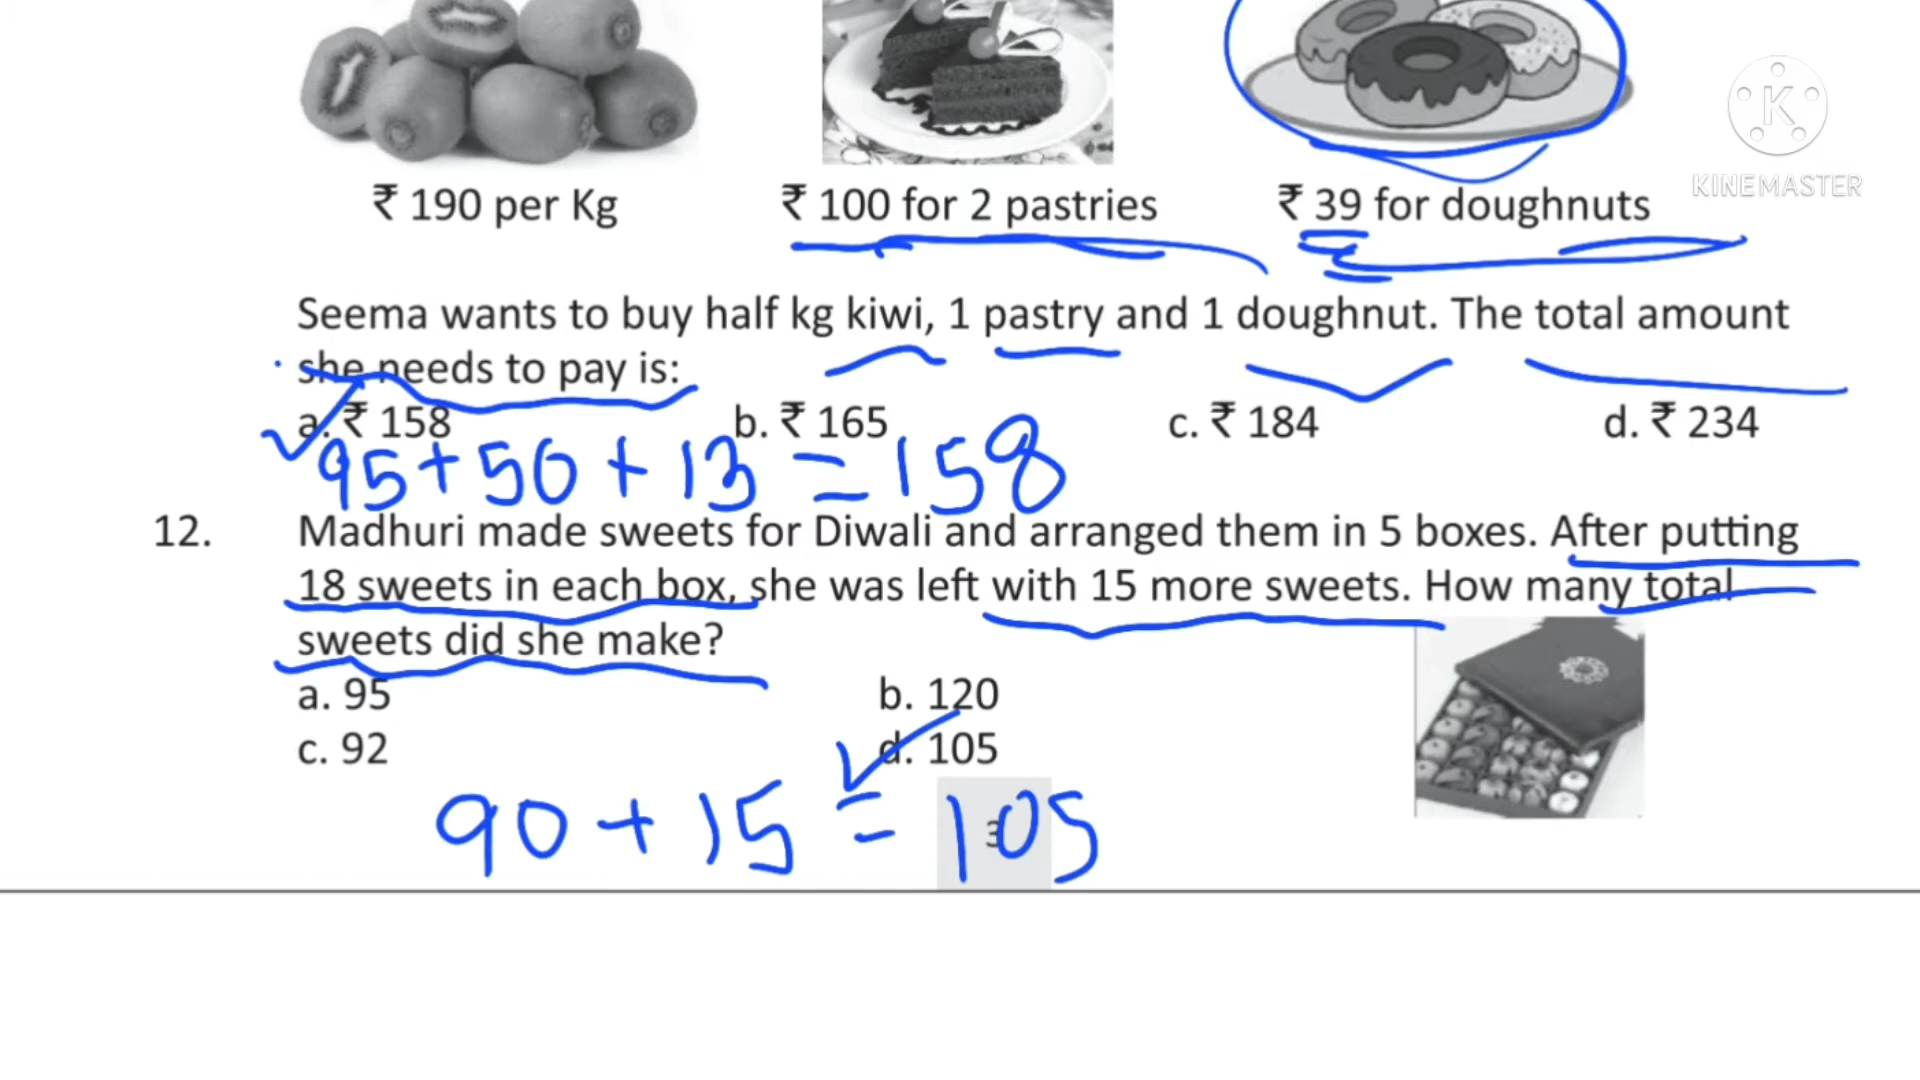 K
KINEMASTER
₹ 190 per Kg
₹ 100 for 2 pastries
₹ 39 for doughnuts
Seema wants to buy half kg kiwi, 1 pastry and 1 doughnut. The total amount
she needs to pay is:
a. ₹ 158
b. ₹ 165
c. ₹ 184
d. ₹ 234
95+50+13=158
12. Madhuri made sweets for Diwali and arranged them in 5 boxes. After putting
18 sweets in each box, she was left with 15 more sweets. How many total
sweets did she make?
a. 95
b. 120
c. 92
d. 105
90+15=105
3